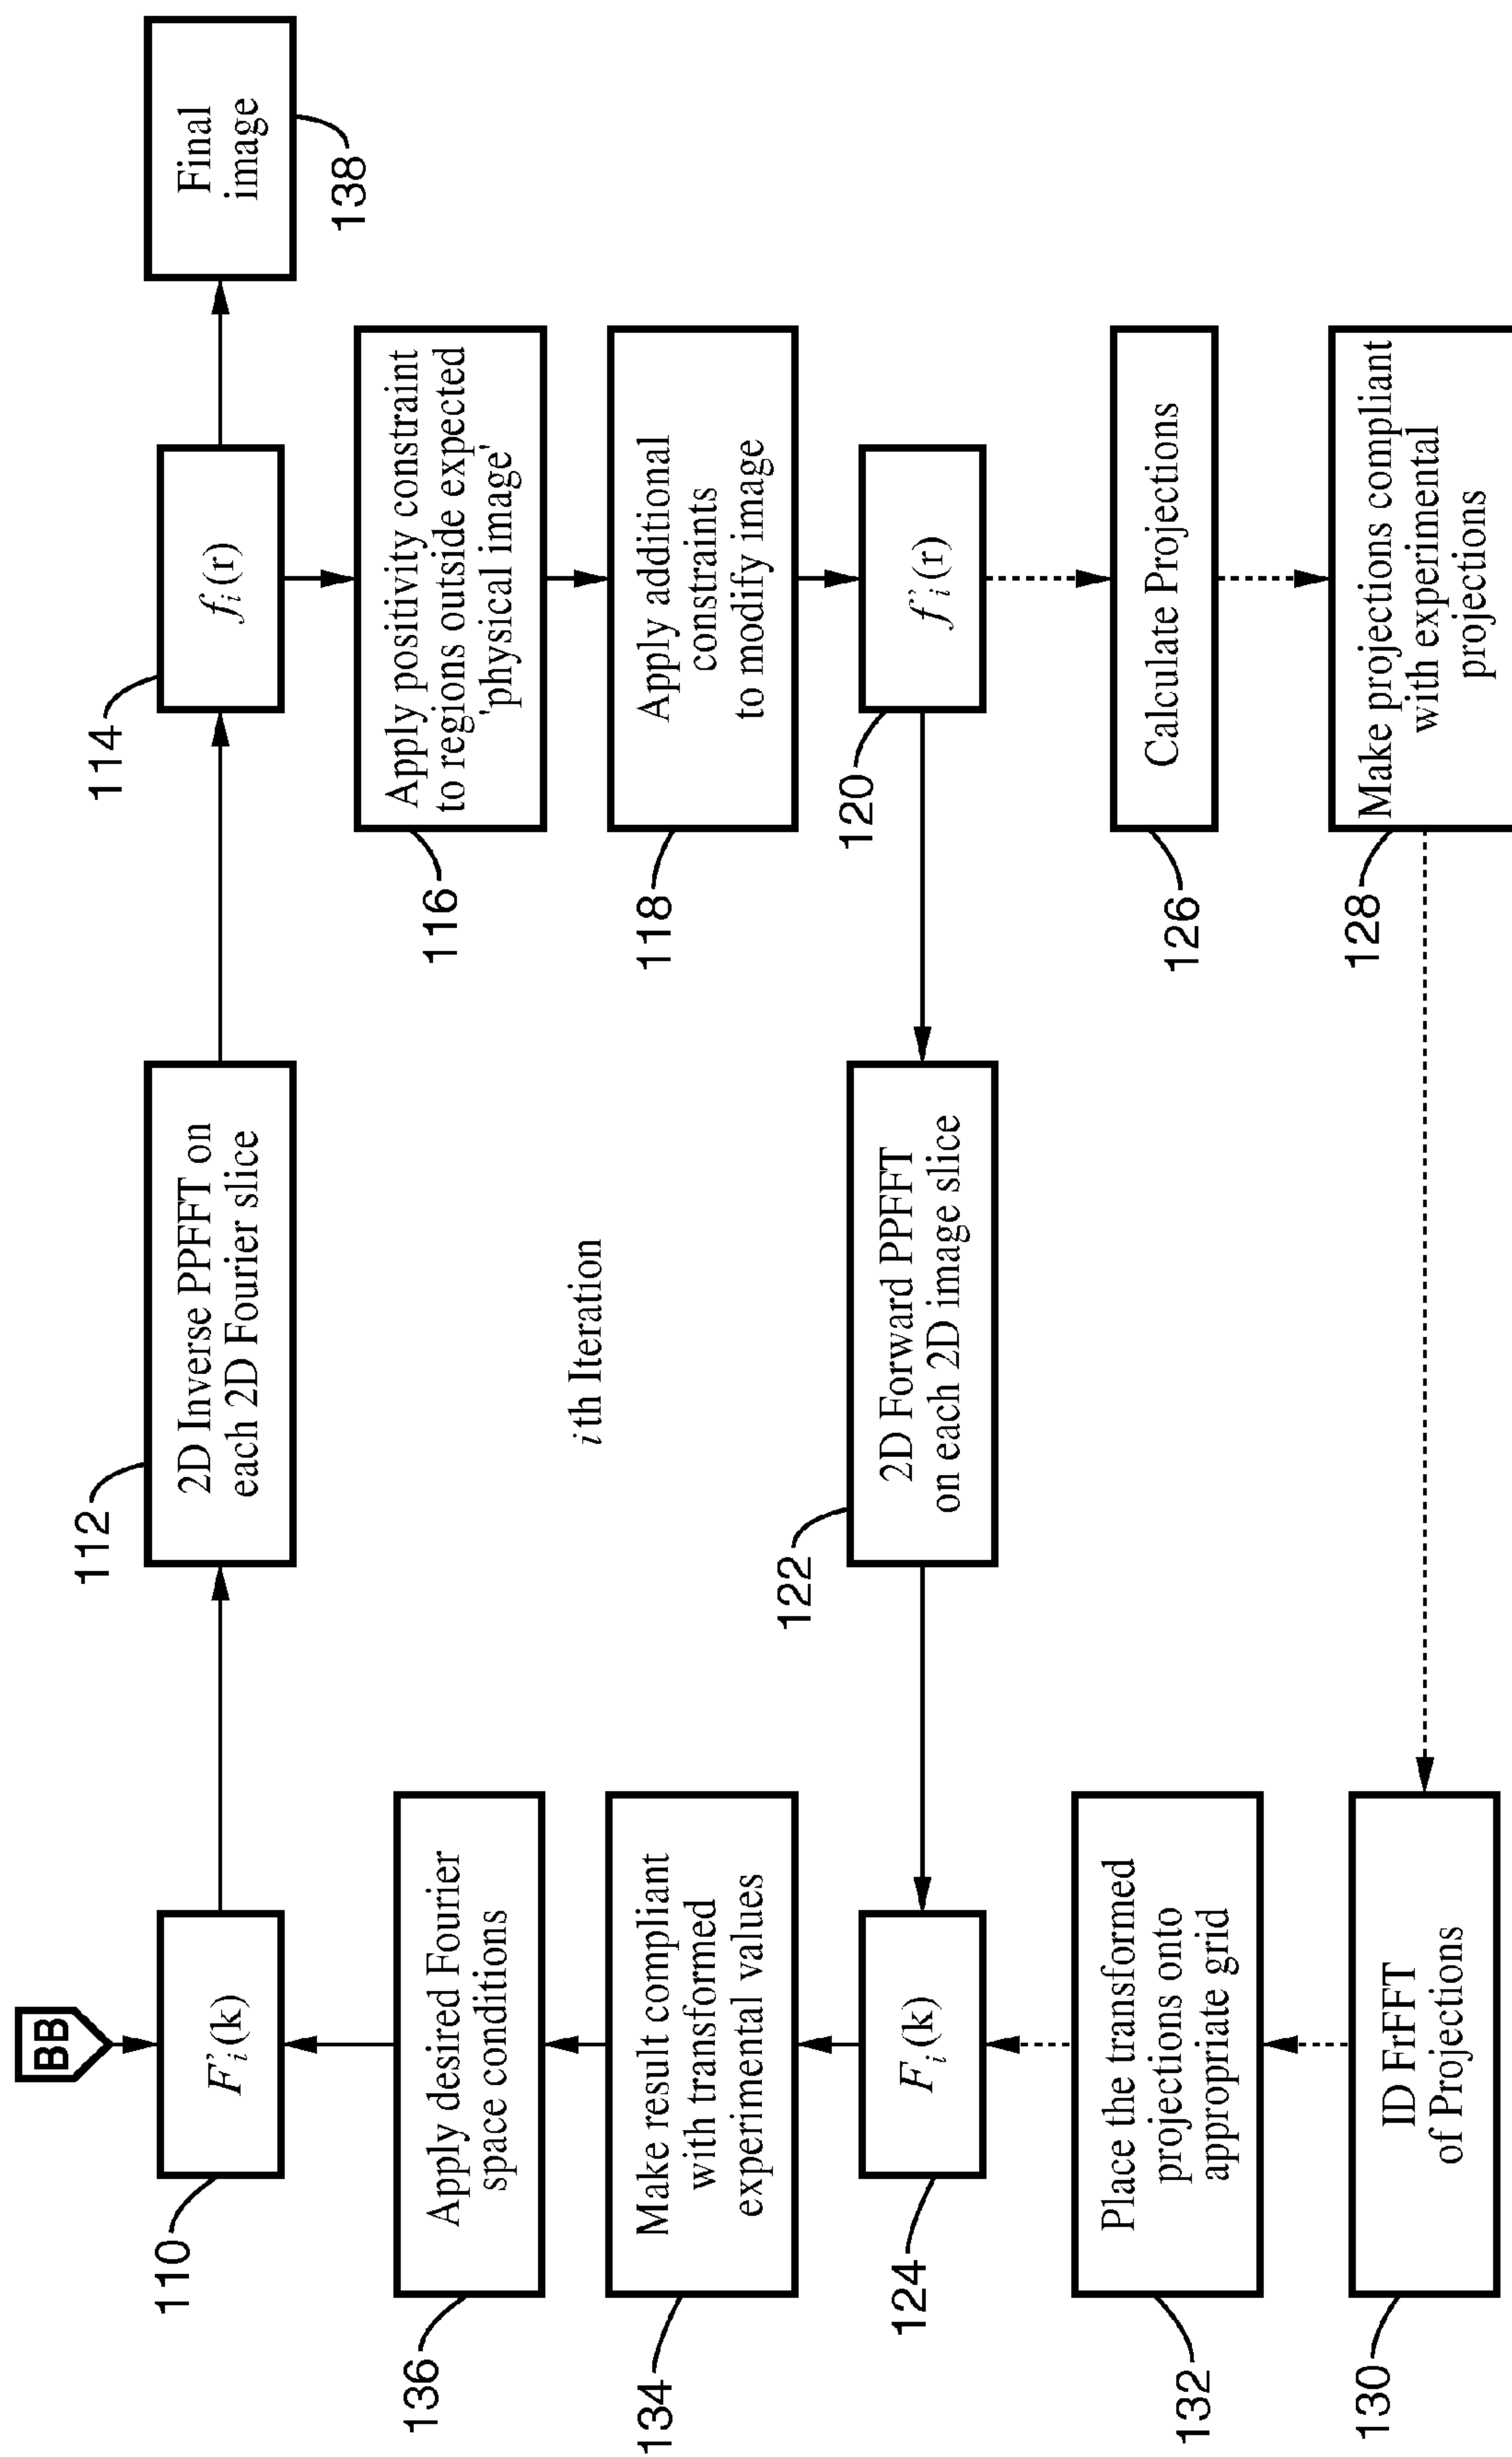 BB
110
F'i(k)
112
2D Inverse PPFFT on
each 2D Fourier slice
114
fi(r)
Final
image
138
Apply positivity constraint
to regions outside expected
'physical image'
116
Apply additional
constraints
to modify image
118
f'i(r)
120
ith Iteration
122
2D Forward PPFFT
on each 2D image slice
Fi(k)
124
Make result compliant
with transformed
experimental values
134
Apply desired Fourier
space conditions
136
Calculate Projections
126
Make projections compliant
with experimental
projections
128
ID FrFFT
of Projections
130
Place the transformed
projections onto
appropriate grid
132